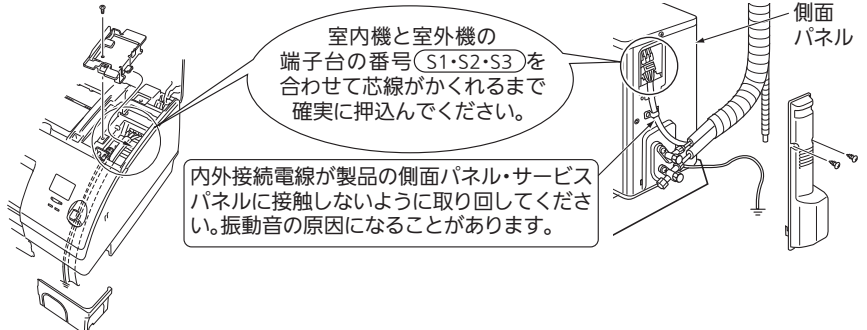 室内機と室外機の
端子台の番号 S1・S2・S3 を
合わせて芯線がかくれるまで
確実に押込んでください。
側面
パネル
内外接続電線が製品の側面パネル・サービス
パネルに接触しないように取り回してくださ
い。振動音の原因になることがあります。